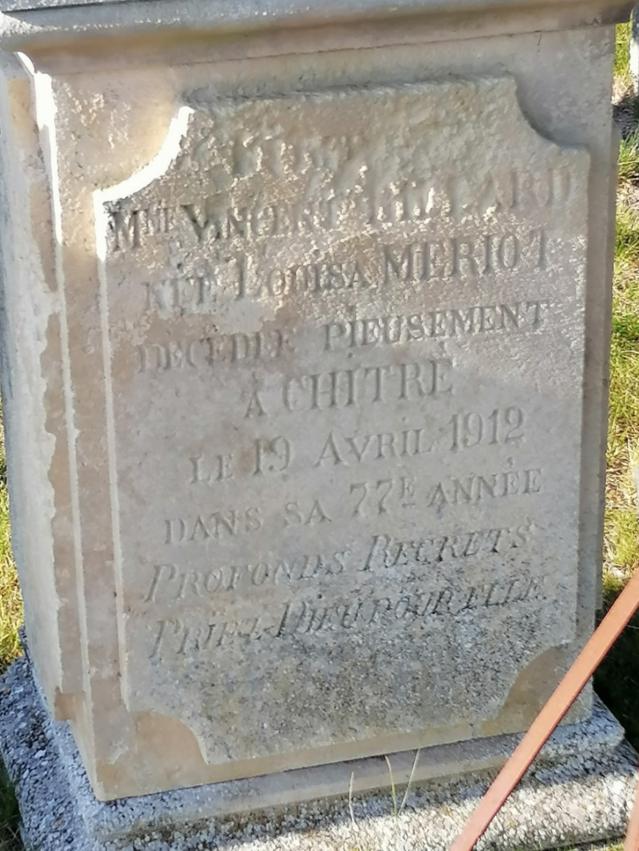 Mme Vincent
née Louisa MERIOT
décédée pieusement
à CHITRÉ
le 19 Avril 1912
dans sa 77e année
Profonds Regrets
Priez Dieu pour elle